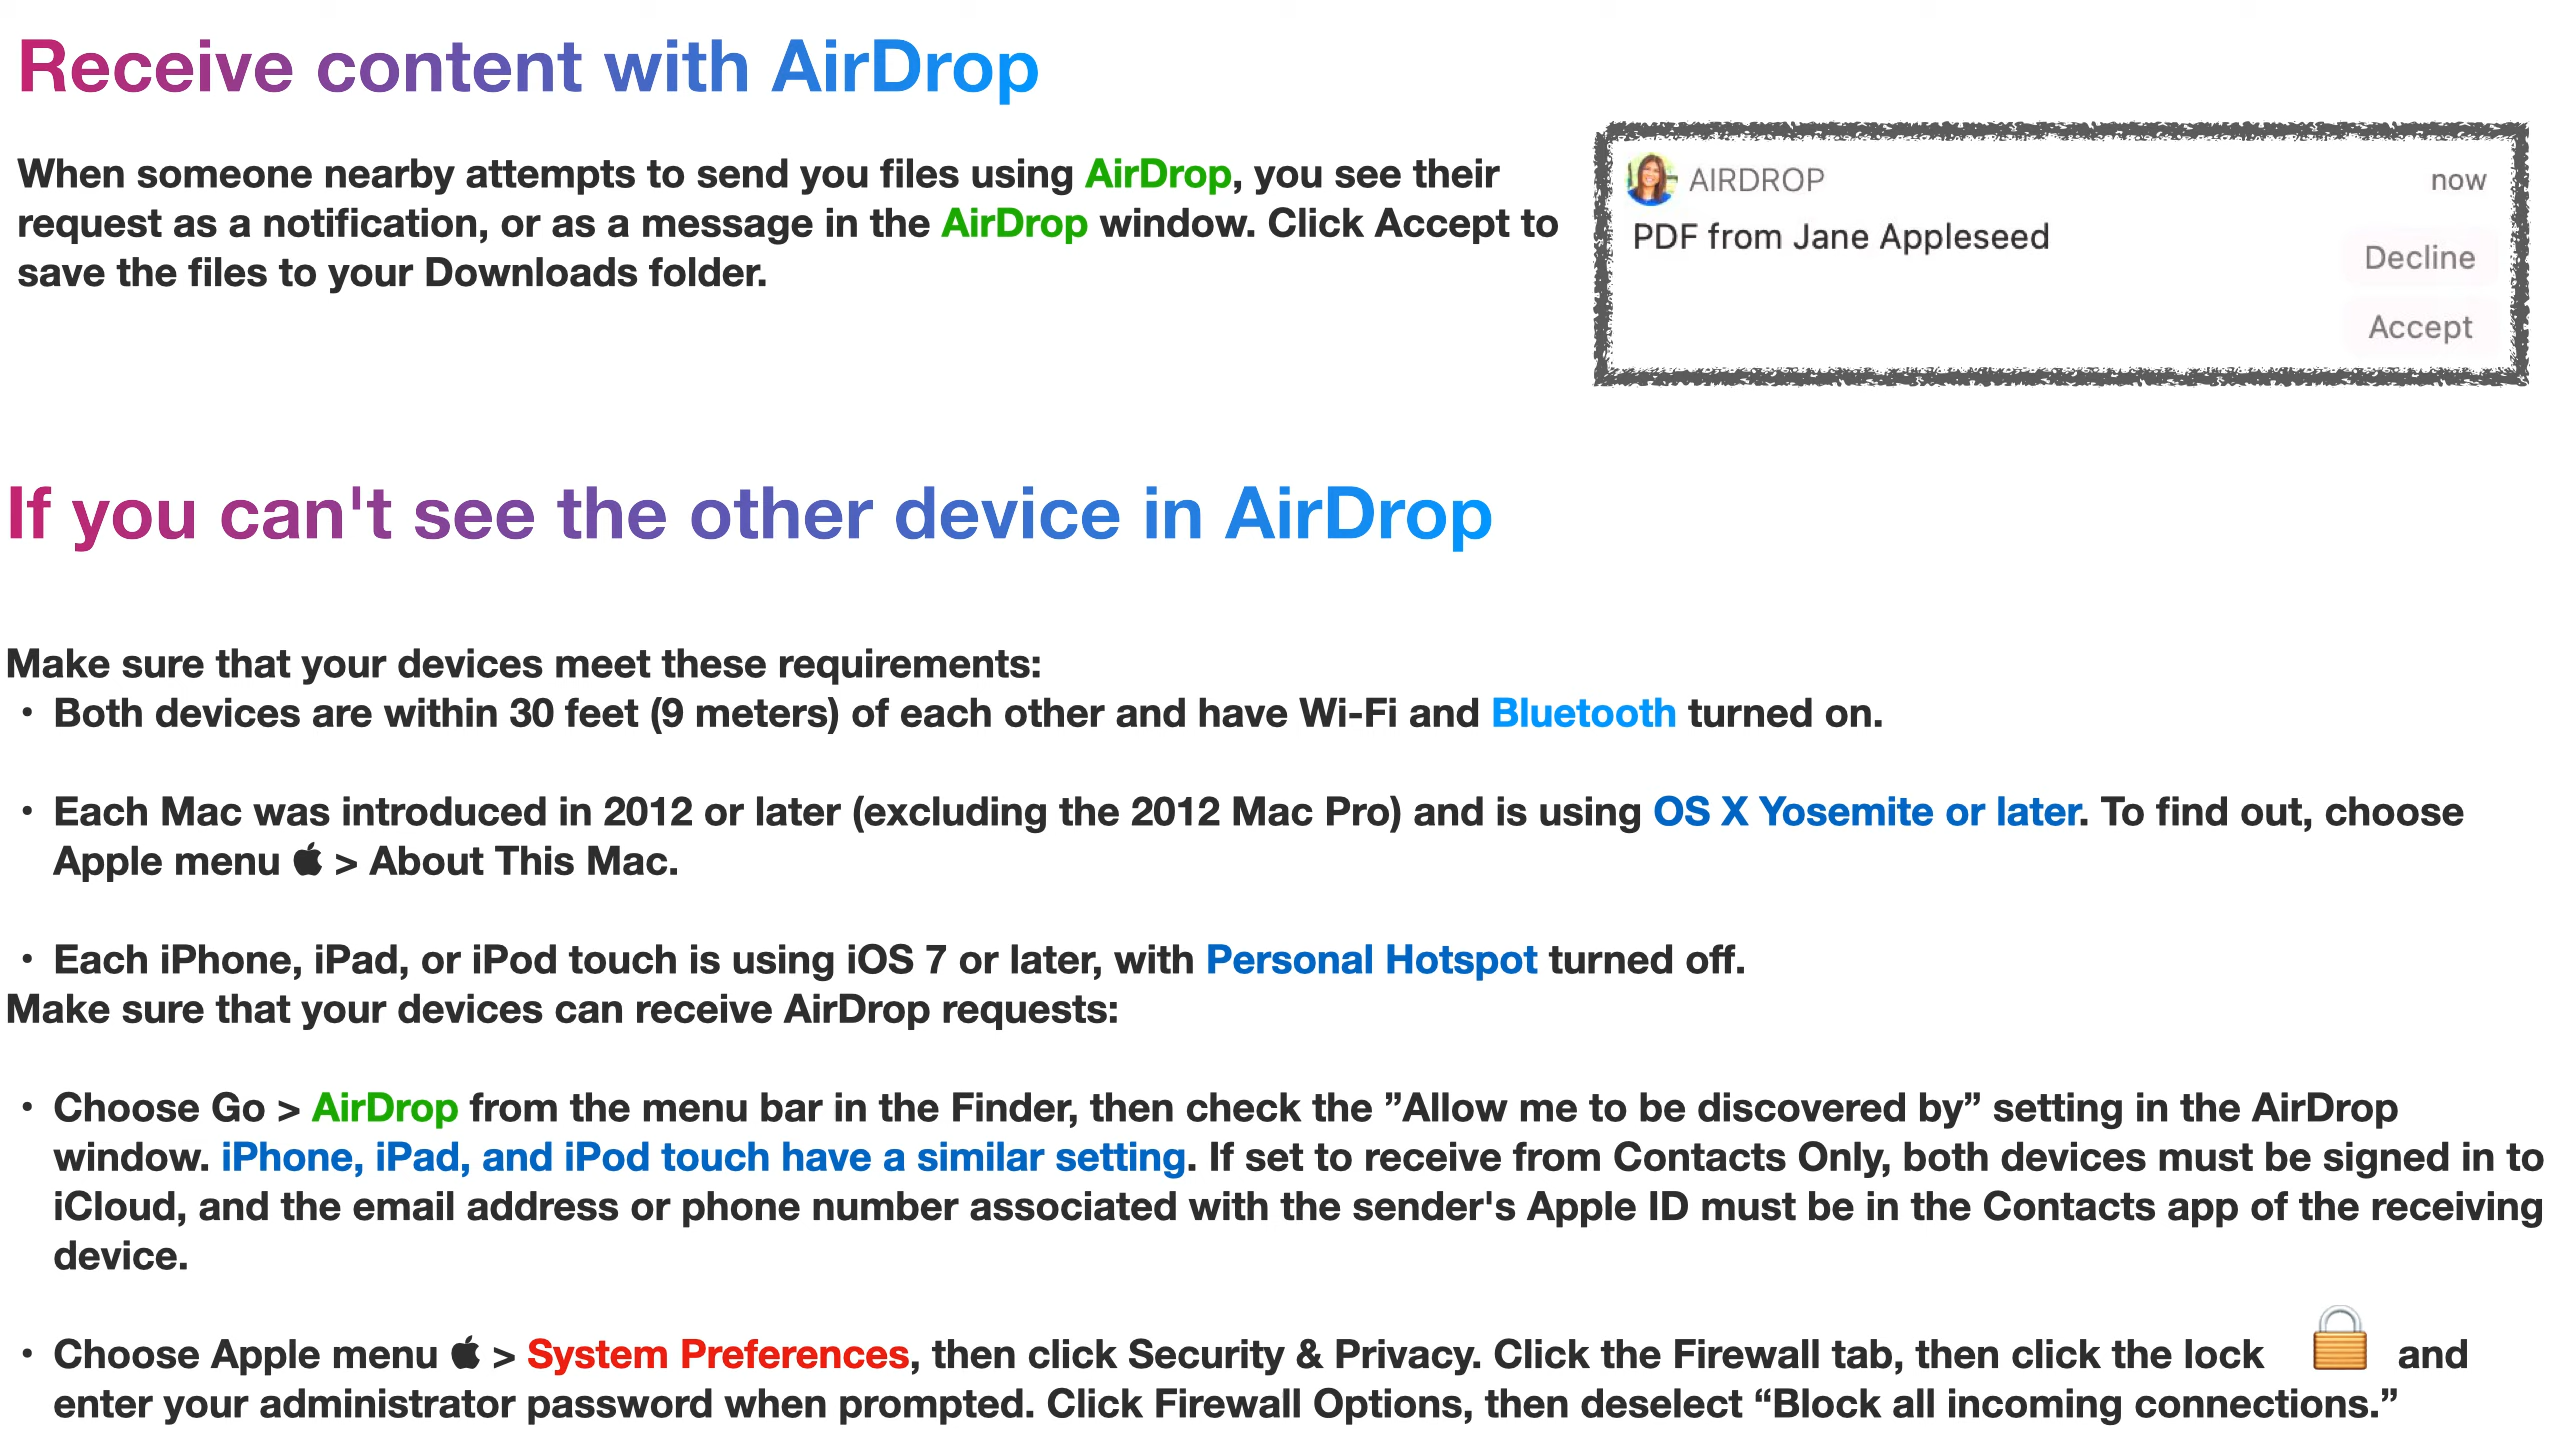 Receive content with AirDrop
When someone nearby attempts to send you files using AirDrop, you see their
request as a notification, or as a message in the AirDrop window. Click Accept to
save the files to your Downloads folder.
AIRDROP now
PDF from Jane Appleseed
Decline
Accept
If you can't see the other device in AirDrop
Make sure that your devices meet these requirements:
• Both devices are within 30 feet (9 meters) of each other and have Wi-Fi and Bluetooth turned on.
• Each Mac was introduced in 2012 or later (excluding the 2012 Mac Pro) and is using OS X Yosemite or later. To find out, choose
Apple menu  > About This Mac.
• Each iPhone, iPad, or iPod touch is using iOS 7 or later, with Personal Hotspot turned off.
Make sure that your devices can receive AirDrop requests:
• Choose Go > AirDrop from the menu bar in the Finder, then check the ”Allow me to be discovered by” setting in the AirDrop
window. iPhone, iPad, and iPod touch have a similar setting. If set to receive from Contacts Only, both devices must be signed in to
iCloud, and the email address or phone number associated with the sender's Apple ID must be in the Contacts app of the receiving
device.
• Choose Apple menu  > System Preferences, then click Security & Privacy. Click the Firewall tab, then click the lock 🔒 and
enter your administrator password when prompted. Click Firewall Options, then deselect “Block all incoming connections.”